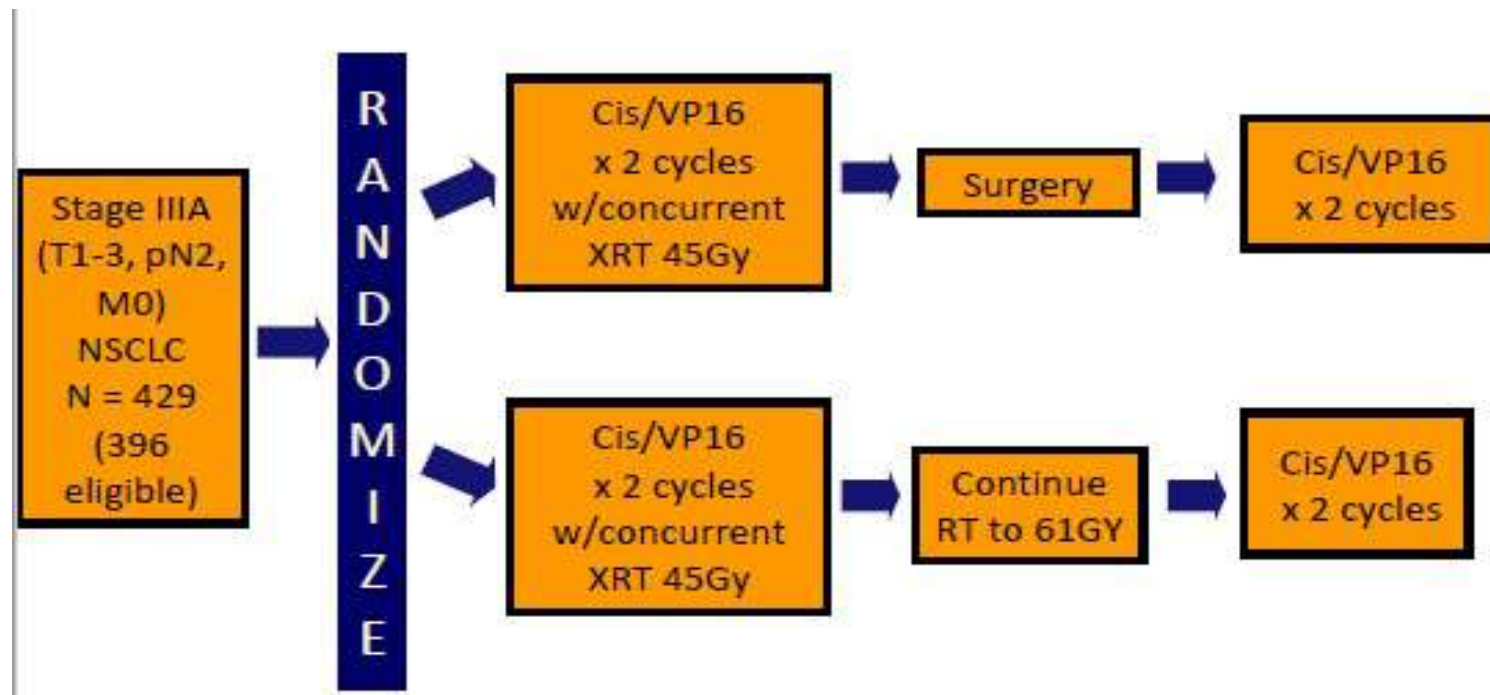 Stage IIIA
(T1-3, pN2,
M0)
NSCLC
N = 429
(396
eligible)
RANDOMIZE
Cis/VP16
x 2 cycles
w/concurrent
XRT 45Gy
Surgery
Cis/VP16
x 2 cycles
Cis/VP16
x 2 cycles
w/concurrent
XRT 45Gy
Continue
RT to 61GY
Cis/VP16
x 2 cycles